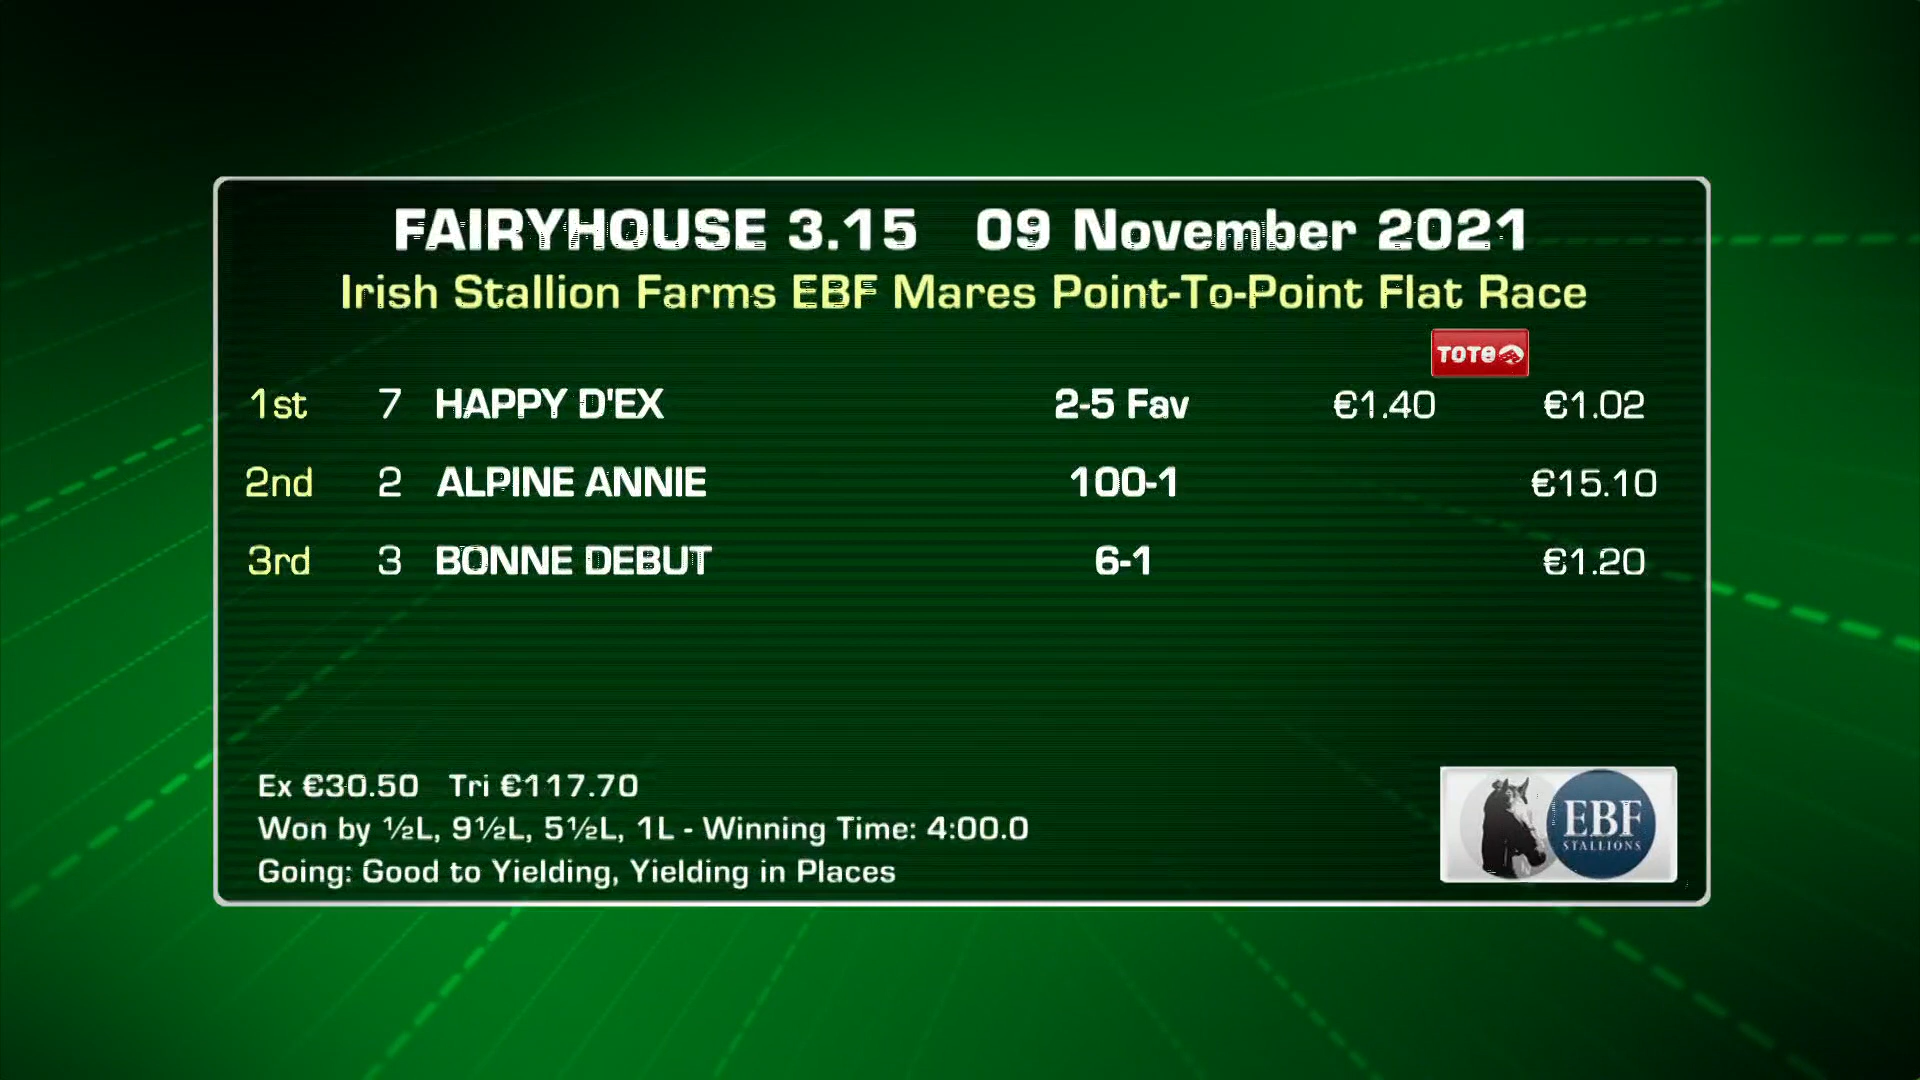 FAIRYHOUSE 3.15 09 November 2021
Irish Stallion Farms EBF Mares Point-To-Point Flat Race
TOTE
1st 7 HAPPY D'EX 2-5 Fav €1.40 €1.02
2nd 2 ALPINE ANNIE 100-1 €15.10
3rd 3 BONNE DEBUT 6-1 €1.20
Ex €30.50 Tri €117.70
Won by ½L, 9½L, 5½L, 1L - Winning Time: 4:00.0
Going: Good to Yielding, Yielding in Places
EBF
STALLIONS